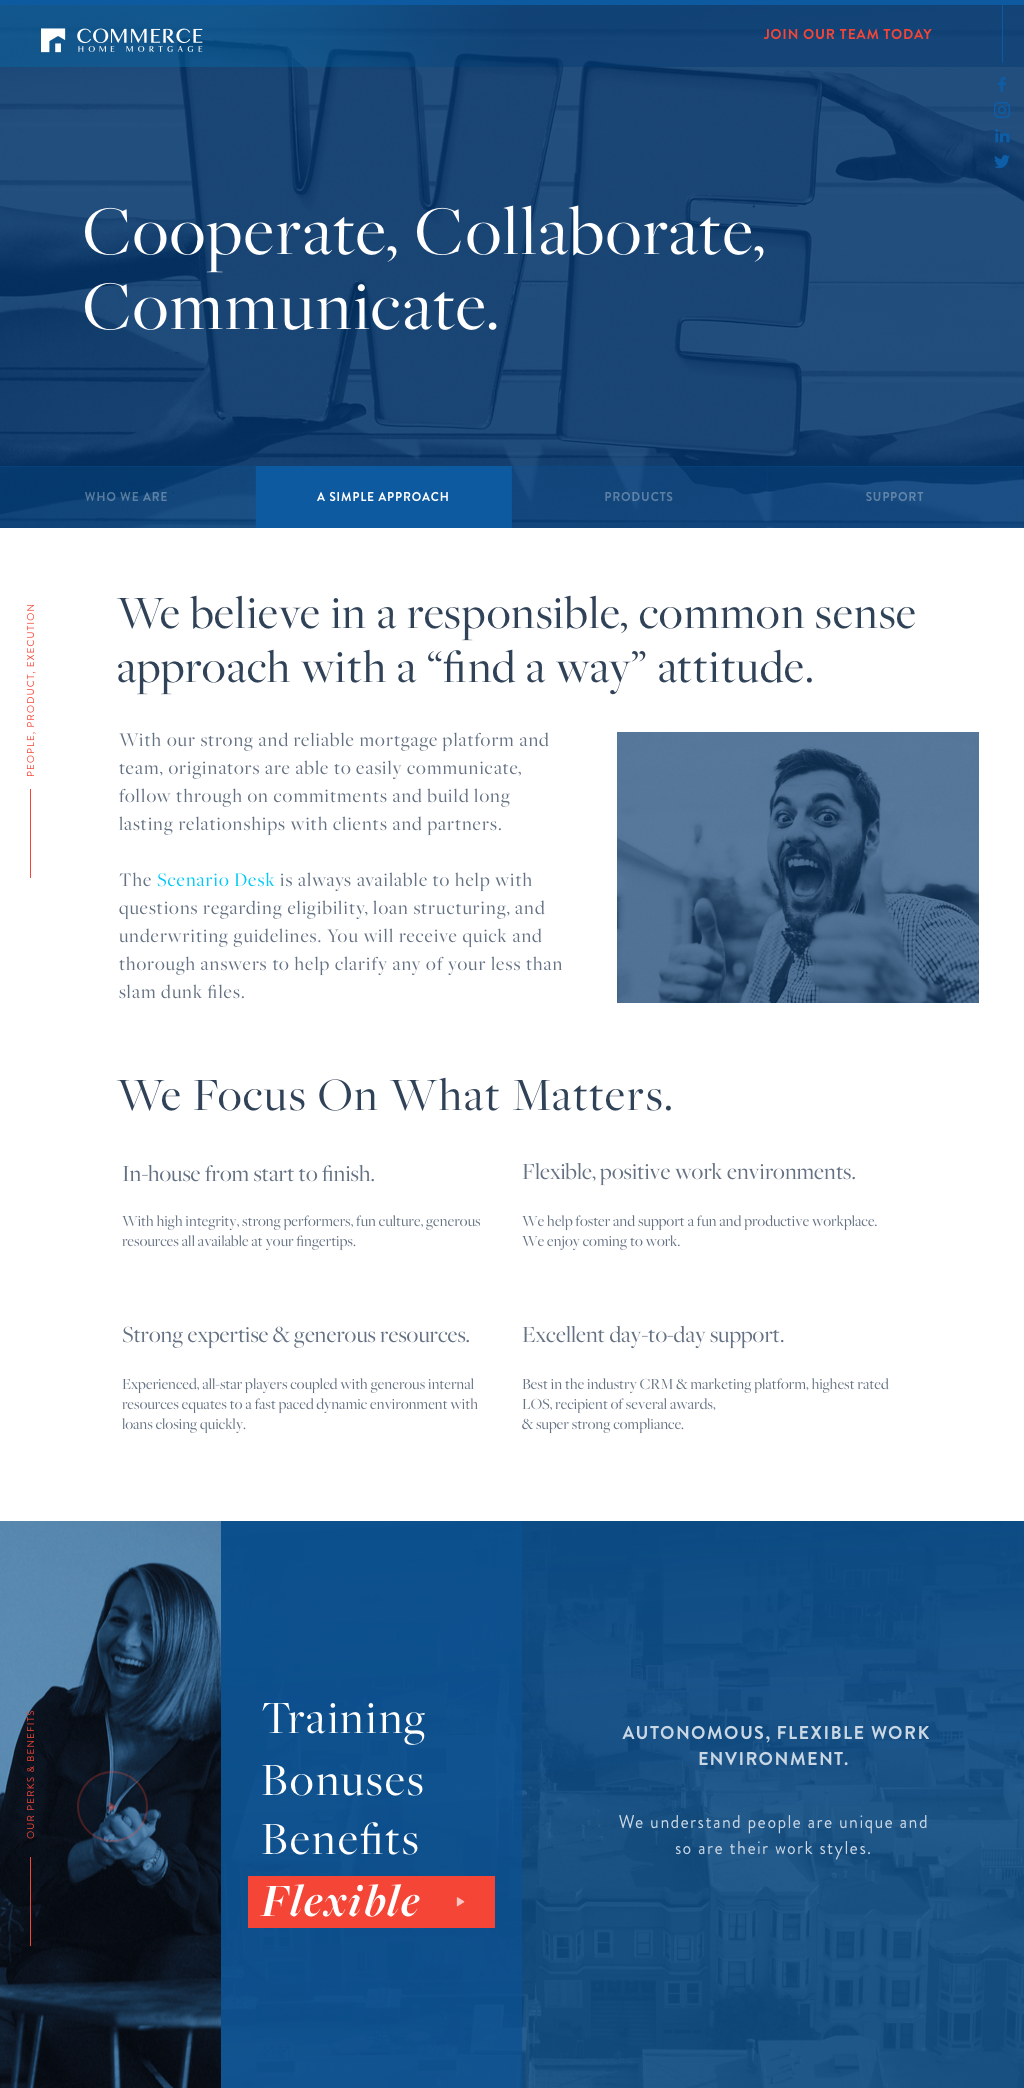 COMMERCE
HOME MORTGAGE
JOIN OUR TEAM TODAY
WE
Cooperate, Collaborate,
Communicate.
WHO WE ARE
A SIMPLE APPROACH
PRODUCTS
SUPPORT
PEOPLE, PRODUCT, EXECUTION
We believe in a responsible, common sense
approach with a “find a way” attitude.
With our strong and reliable mortgage platform and
team, originators are able to easily communicate,
follow through on commitments and build long
lasting relationships with clients and partners.
The Scenario Desk is always available to help with
questions regarding eligibility, loan structuring, and
underwriting guidelines. You will receive quick and
thorough answers to help clarify any of your less than
slam dunk files.
We Focus On What Matters.
In-house from start to finish.
With high integrity, strong performers, fun culture, generous
resources all available at your fingertips.
Flexible, positive work environments.
We help foster and support a fun and productive workplace.
We enjoy coming to work.
Strong expertise & generous resources.
Experienced, all-star players coupled with generous internal
resources equates to a fast paced dynamic environment with
loans closing quickly.
Excellent day-to-day support.
Best in the industry CRM & marketing platform, highest rated
LOS, recipient of several awards,
& super strong compliance.
OUR PERKS & BENEFITS
Training
Bonuses
Benefits
Flexible
AUTONOMOUS, FLEXIBLE WORK
ENVIRONMENT.
We understand people are unique and
so are their work styles.